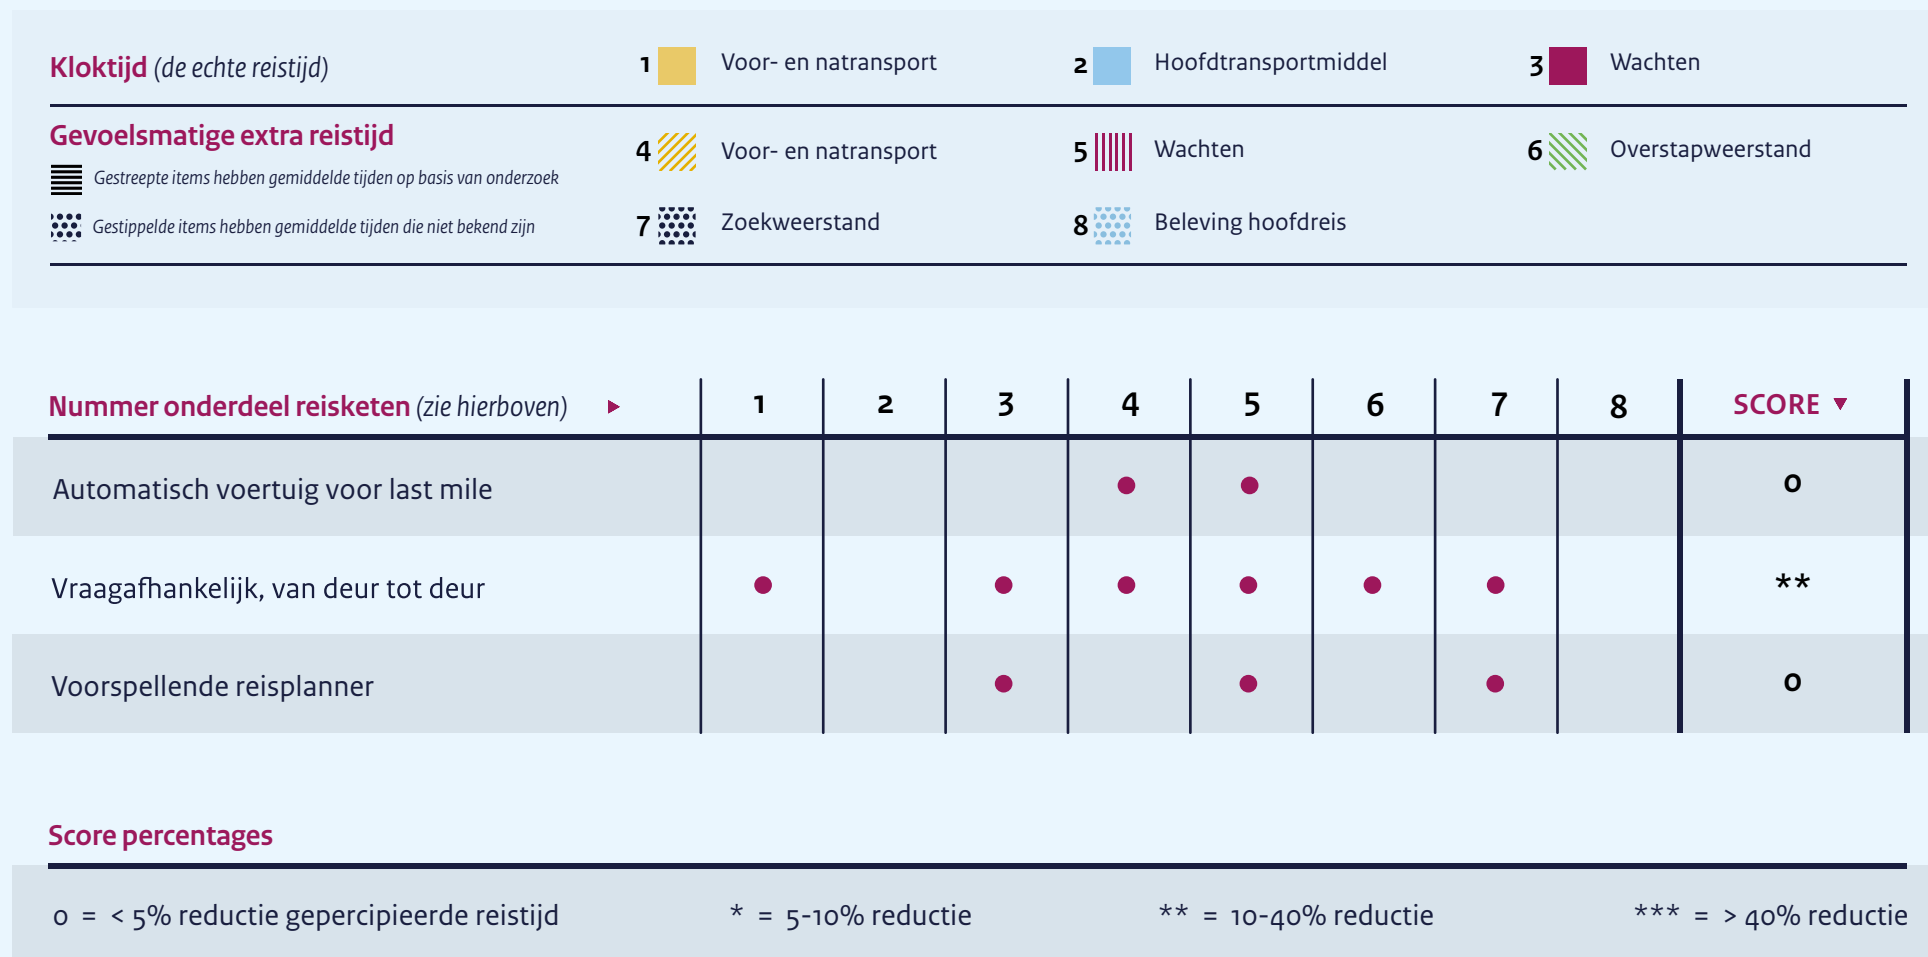 Kloktijd (de echte reistijd) 1 Voor- en natransport 2 Hoofdtransportmiddel 3 Wachten
Gevoelsmatige extra reistijd 4 Voor- en natransport 5 Wachten 6 Overstapweerstand
Gestreepte items hebben gemiddelde tijden op basis van onderzoek
Gestippelde items hebben gemiddelde tijden die niet bekend zijn 7 Zoekweerstand 8 Beleving hoofdreis
Nummer onderdeel reisketen (zie hierboven) 1 2 3 4 5 6 7 8 SCORE
Automatisch voertuig voor last mile 0
Vraagafhankelijk, van deur tot deur **
Voorspellende reisplanner 0
Score percentages
0 = < 5% reductie gepercipieerde reistijd * = 5-10% reductie ** = 10-40% reductie *** = > 40% reductie